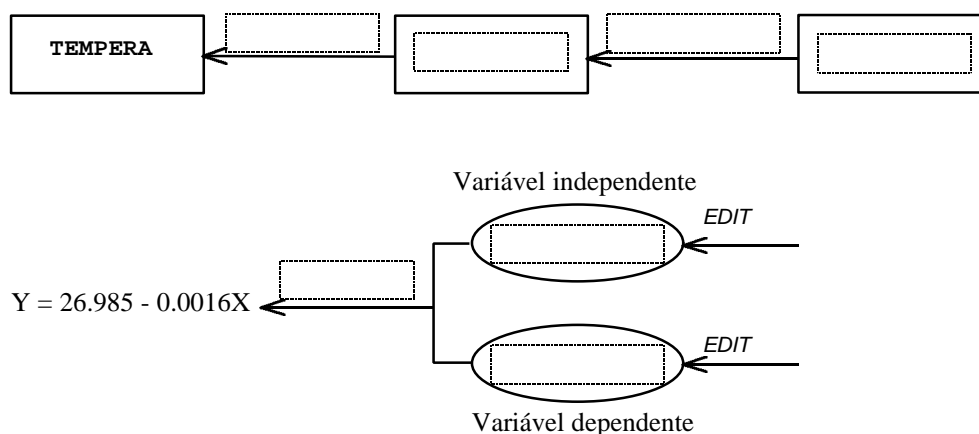 TEMPERA
Variável independente
EDIT
Y = 26.985 - 0.0016X
EDIT
Variável dependente